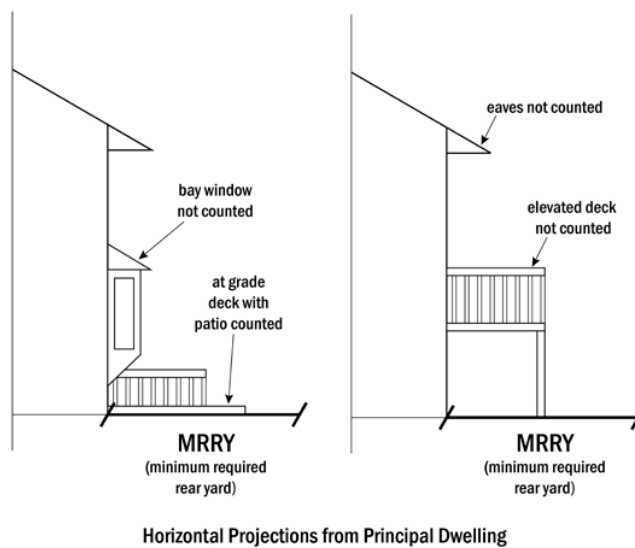 bay window
not counted
at grade
deck with
patio counted
MRRY
(minimum required
rear yard)
eaves not counted
elevated deck
not counted
MRRY
(minimum required
rear yard)
Horizontal Projections from Principal Dwelling